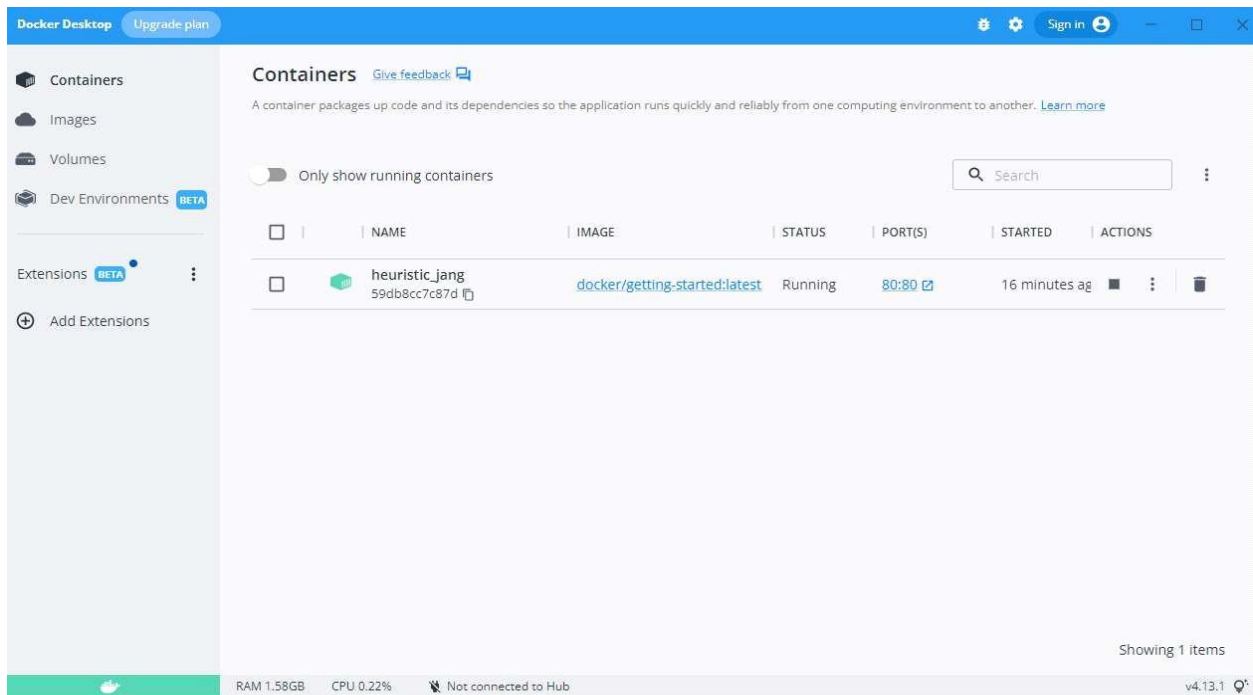 Docker Desktop Upgrade plan Sign in
Containers
Images
Volumes
Dev Environments BETA
Extensions BETA
Add Extensions
Containers Give feedback
A container packages up code and its dependencies so the application runs quickly and reliably from one computing environment to another. Learn more
Only show running containers Search
NAME IMAGE STATUS PORT(S) STARTED ACTIONS
heuristic_jang docker/getting-started:latest Running 80:80 16 minutes ag
59db8cc7c87d
Showing 1 items
RAM 1.58GB CPU 0.22% Not connected to Hub v4.13.1